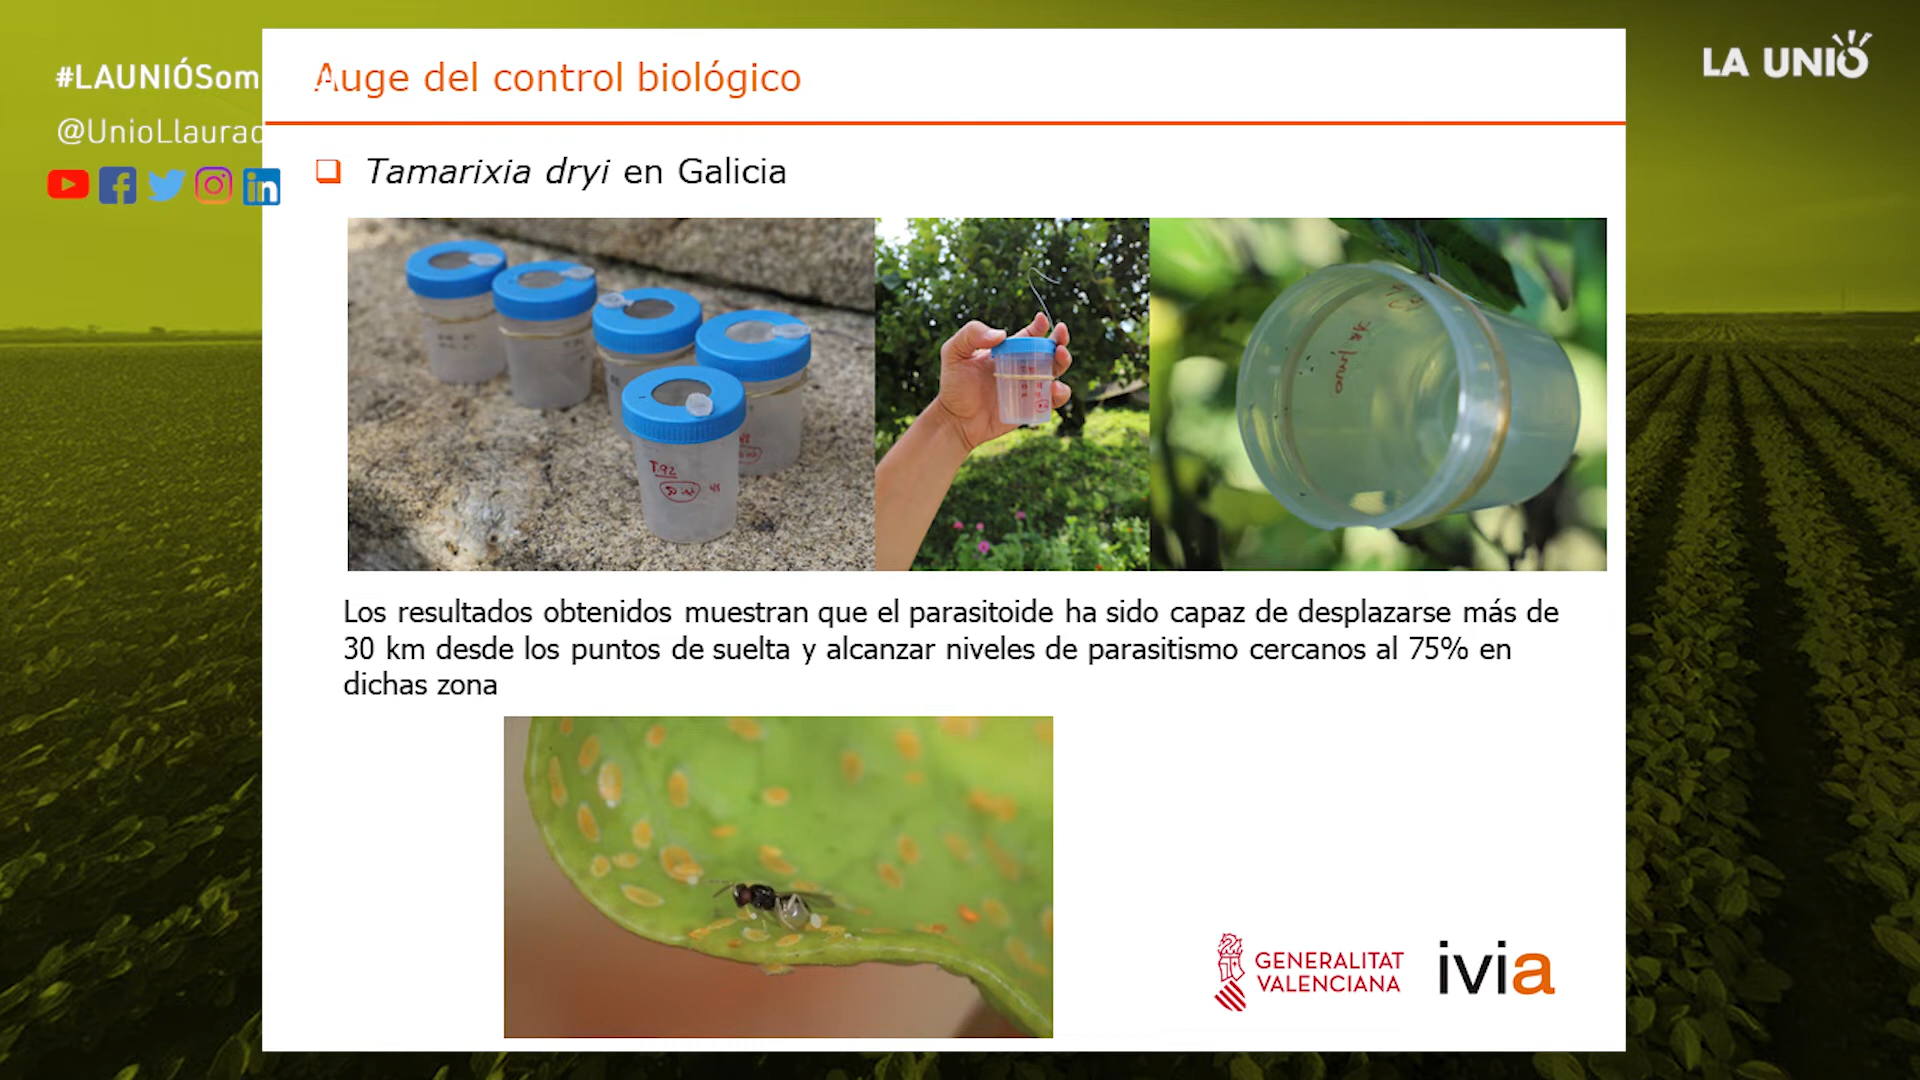 #LAUNIÓSom
@UnioLlaurad
LA UNIÓ
Auge del control biológico
Tamarixia dryi en Galicia
T.92
Los resultados obtenidos muestran que el parasitoide ha sido capaz de desplazarse más de
30 km desde los puntos de suelta y alcanzar niveles de parasitismo cercanos al 75% en
dichas zona
GENERALITAT
VALENCIANA
ivia